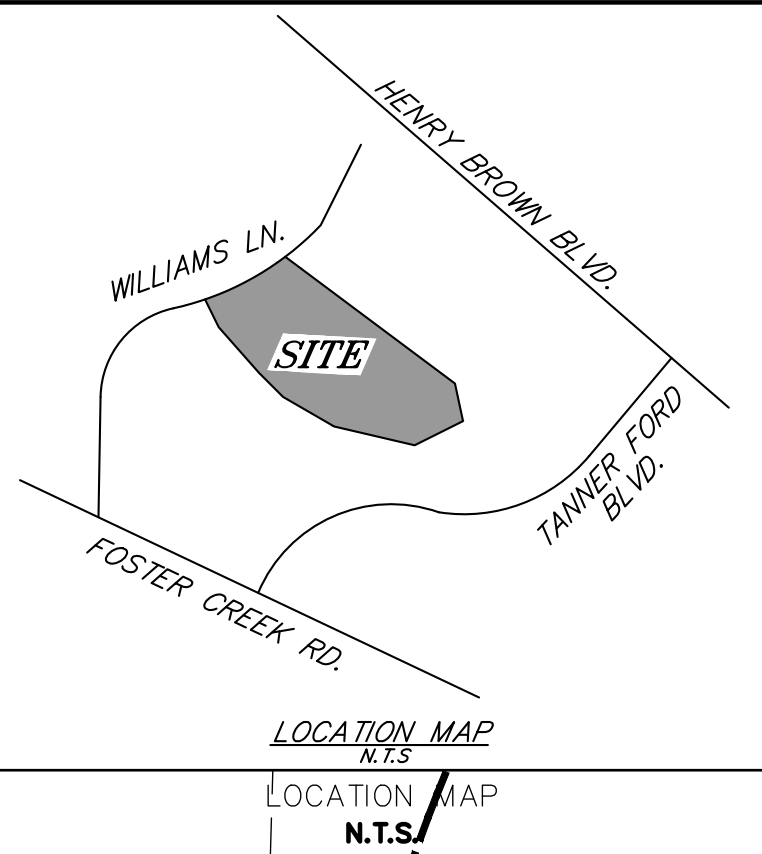 HENRY BROWN BLVD.
WILLIAMS LN.
SITE
TANNER FORD
BLVD.
FOSTER CREEK RD.
LOCATION MAP
N.T.S
LOCATION MAP
N.T.S.